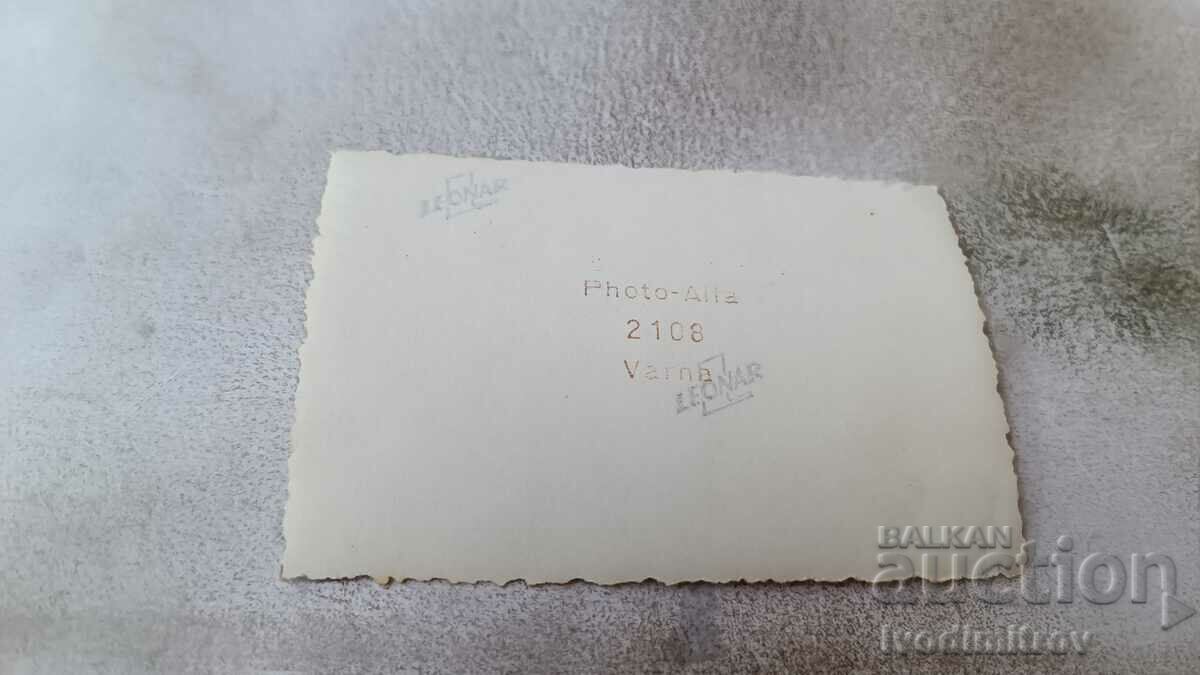 LEONAR
Photo-Alfa
2108
Varna
LEONAR
BALKAN
auction
ivodimitrov